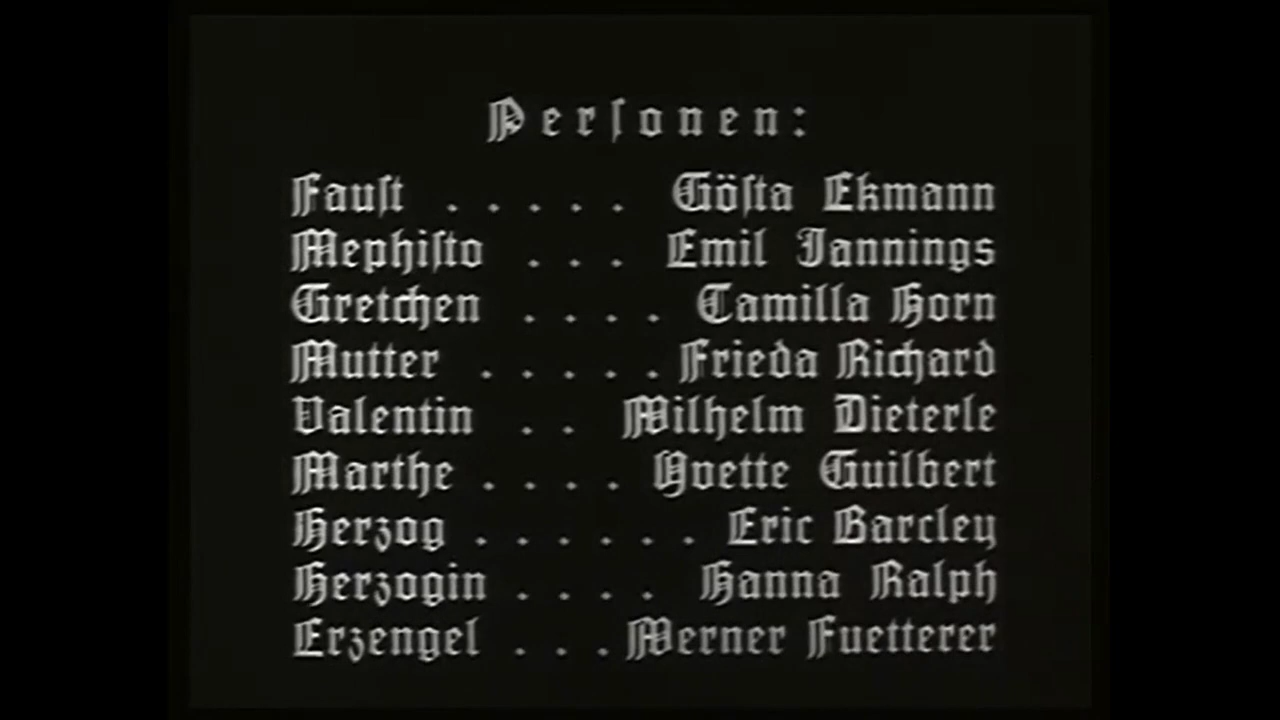 Perſonen:
Fauſt . . . . . Göſta Ekmann
Mephiſto . . . Emil Jannings
Gretchen . . . . Camilla Horn
Mutter . . . . . Frieda Richard
Valentin . . Wilhelm Dieterle
Marthe . . . . Yvette Guilbert
Herzog . . . . . . Eric Barcley
Herzogin . . . . Hanna Ralph
Erzengel . . . Werner Fuetterer